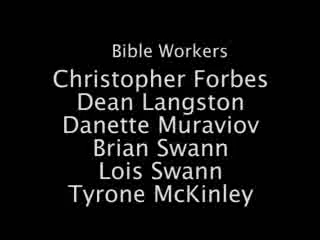 Bible Workers
Christopher Forbes
Dean Langston
Danette Muraviov
Brian Swann
Lois Swann
Tyrone McKinley